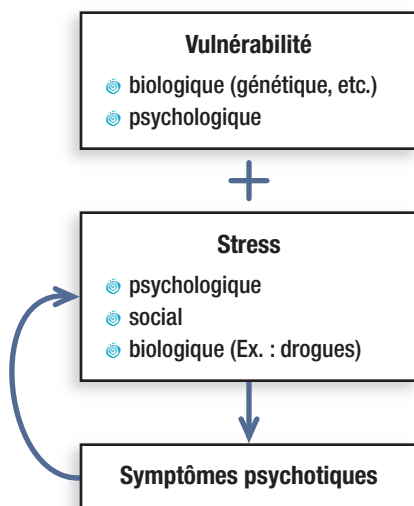 Vulnérabilité
biologique (génétique, etc.)
psychologique
+
Stress
psychologique
social
biologique (Ex. : drogues)
Symptômes psychotiques